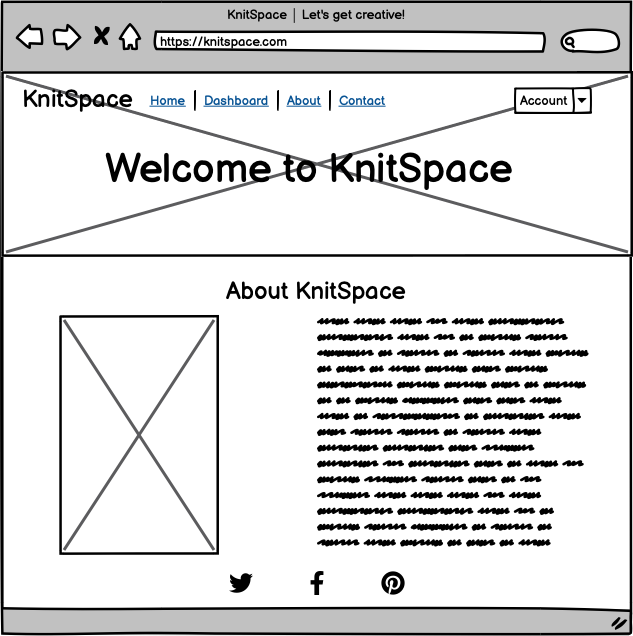 KnitSpace | Let's get creative!
https://knitspace.com
KnitSpace Home | Dashboard | About | Contact Account
Welcome to KnitSpace
About KnitSpace